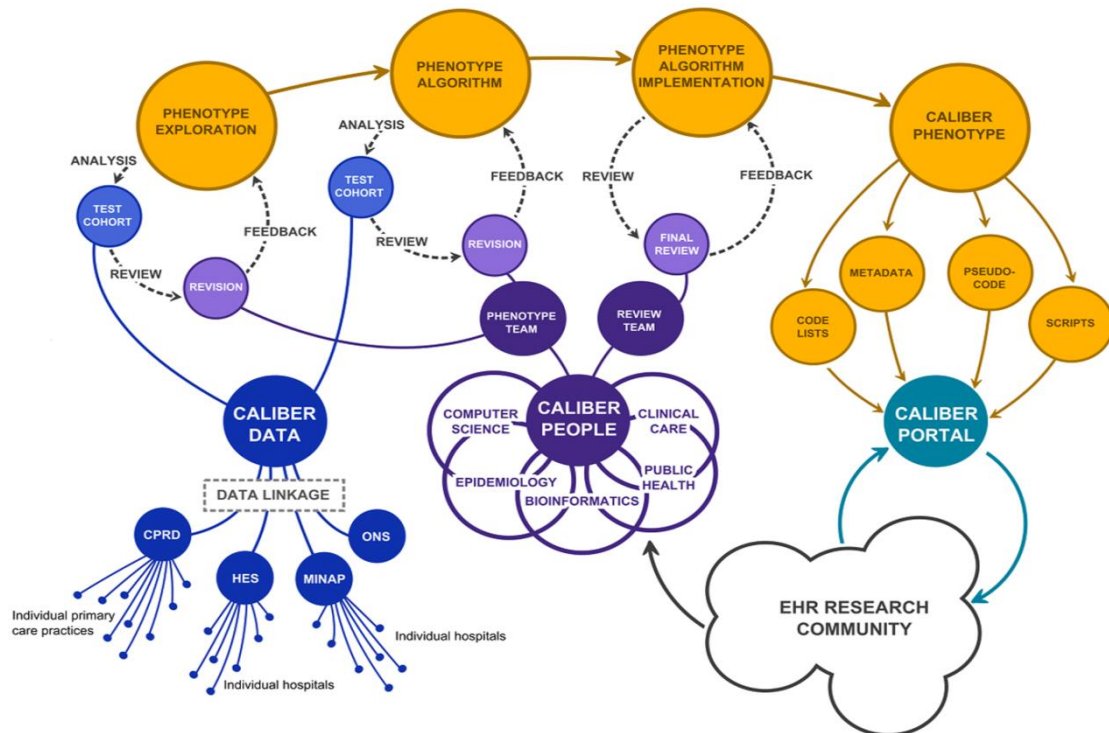 PHENOTYPE
EXPLORATION
PHENOTYPE
ALGORITHM
PHENOTYPE
ALGORITHM
IMPLEMENTATION
CALIBER
PHENOTYPE
ANALYSIS
TEST
COHORT
REVIEW
REVISION
FEEDBACK
ANALYSIS
TEST
COHORT
REVIEW
REVISION
FEEDBACK
REVIEW
FINAL
REVIEW
FEEDBACK
PHENOTYPE
TEAM
REVIEW
TEAM
CODE
LISTS
METADATA
PSEUDO-
CODE
SCRIPTS
CALIBER
DATA
DATA LINKAGE
CPRD
HES
MINAP
ONS
Individual primary
care practices
Individual hospitals
Individual hospitals
CALIBER
PEOPLE
COMPUTER
SCIENCE
EPIDEMIOLOGY
BIOINFORMATICS
PUBLIC
HEALTH
CLINICAL
CARE
CALIBER
PORTAL
EHR RESEARCH
COMMUNITY